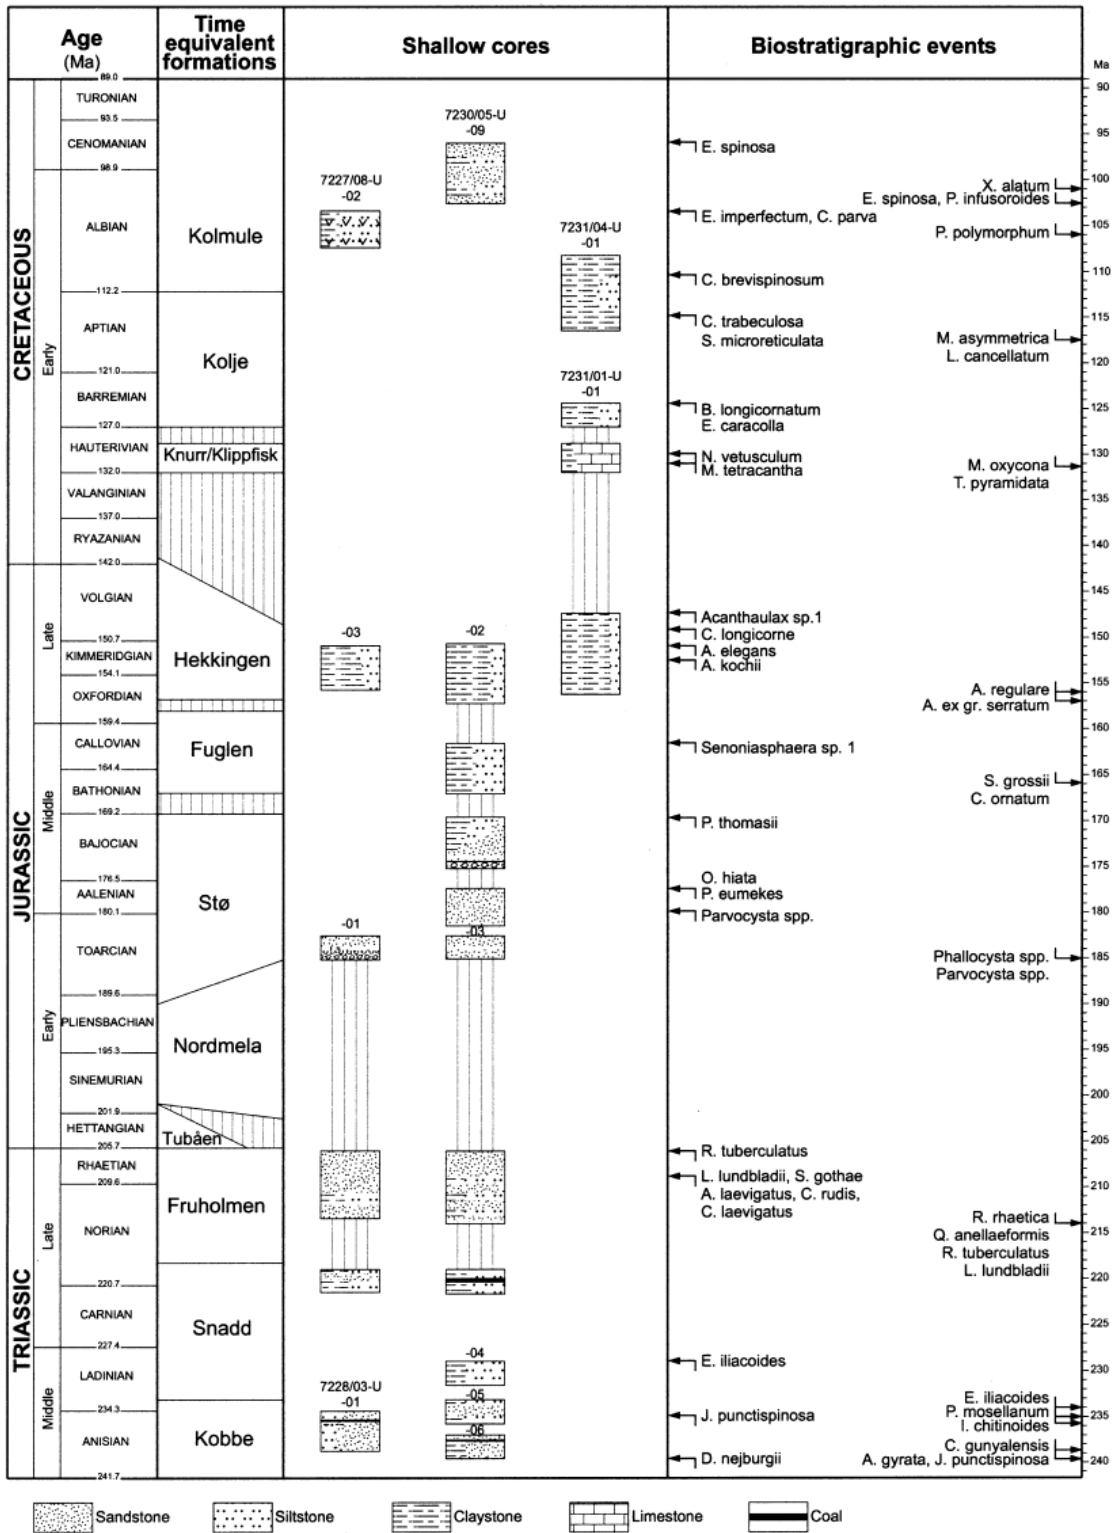 Age
(Ma)
Time
equivalent
formations
Shallow cores
Biostratigraphic events
Ma
89.0
TURONIAN
93.5
CENOMANIAN
98.9
ALBIAN
112.2
APTIAN
121.0
BARREMIAN
127.0
HAUTERIVIAN
132.0
VALANGINIAN
137.0
RYAZANIAN
142.0
VOLGIAN
150.7
KIMMERIDGIAN
154.1
OXFORDIAN
159.4
CALLOVIAN
164.4
BATHONIAN
169.2
BAJOCIAN
176.5
AALENIAN
180.1
TOARCIAN
189.6
PLIENSBACHIAN
195.3
SINEMURIAN
201.9
HETTANGIAN
205.7
RHAETIAN
209.6
NORIAN
220.7
CARNIAN
227.4
LADINIAN
234.3
ANISIAN
241.7
CRETACEOUS
Early
JURASSIC
Late
Middle
Early
TRIASSIC
Late
Middle
Kolmule
Kolje
Knurr/Klippfisk
Hekkingen
Fuglen
Stø
Nordmela
Tubåen
Fruholmen
Snadd
Kobbe
7230/05-U
-09
7227/08-U
-02
7231/04-U
-01
7231/01-U
-01
-03
-02
-01
-03
-04
7228/03-U
-01
-05
-06
E. spinosa
E. imperfectum, C. parva
C. brevispinosum
C. trabeculosa
S. microreticulata
B. longicornatum
E. caracolla
N. vetusculum
M. tetracantha
Acanthaulax sp.1
C. longicorne
A. elegans
A. kochii
Senoniasphaera sp. 1
P. thomasii
O. hiata
P. eumekes
Parvocysta spp.
R. tuberculatus
L. lundbladii, S. gothae
A. laevigatus, C. rudis,
C. laevigatus
E. iliacoides
J. punctispinosa
D. nejburgii
X. alatum
E. spinosa, P. infusoroides
P. polymorphum
M. asymmetrica
L. cancellatum
M. oxycona
T. pyramidata
A. regulare
A. ex gr. serratum
S. grossii
C. ornatum
Phallocysta spp.
Parvocysta spp.
R. rhaetica
Q. anellaeformis
R. tuberculatus
L. lundbladii
E. iliacoides
P. mosellanum
I. chitinoides
C. gunyalensis
A. gyrata, J. punctispinosa
90
95
100
105
110
115
120
125
130
135
140
145
150
155
160
165
170
175
180
185
190
195
200
205
210
215
220
225
230
235
240
Sandstone
Siltstone
Claystone
Limestone
Coal